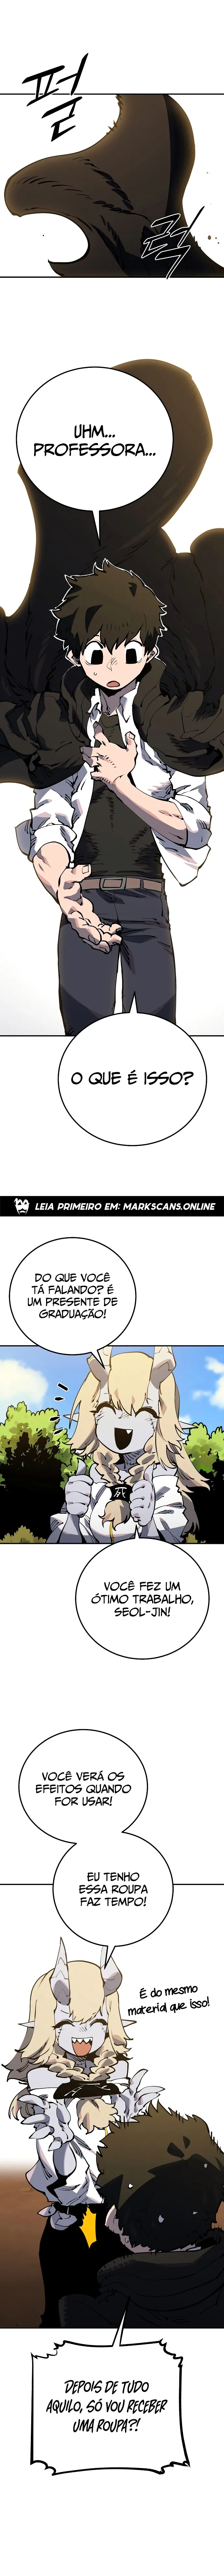 펄
럭
UHM...
PROFESSORA...
O QUE É ISSO?
LEIA PRIMEIRO EM: MARKSCANS.ONLINE
DO QUE VOCÊ
TÁ FALANDO? É
UM PRESENTE DE
GRADUAÇÃO!
VOCÊ FEZ UM
ÓTIMO TRABALHO,
SEOL-JIN!
VOCÊ VERÁ OS
EFEITOS QUANDO
FOR USAR!
EU TENHO
ESSA ROUPA
FAZ TEMPO!
É do mesmo
material que isso!
DEPOIS DE TUDO
AQUILO, SÓ VOU RECEBER
UMA ROUPA?!